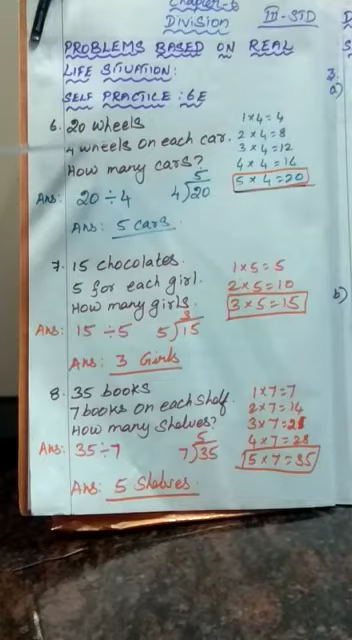 Chapter-6
Division III-STD
PROBLEMS BASED ON REAL
LIFE SITUATION:
SELF PRACTICE : 6E
6. 20 wheels
4 wheels on each car.
How many cars?
1 x 4 = 4
2 x 4 = 8
3 x 4 = 12
4 x 4 = 16
5 x 4 = 20
Ans: 20 ÷ 4
5
4)20
Ans: 5 cars
7. 15 chocolates.
5 for each girl.
How many girls.
1 x 5 = 5
2 x 5 = 10
3 x 5 = 15
Ans: 15 ÷ 5
3
5)15
Ans: 3 Girls
8. 35 books
7 books on each shelf.
How many shelves?
1 x 7 = 7
2 x 7 = 14
3 x 7 = 21
4 x 7 = 28
5 x 7 = 35
Ans: 35 ÷ 7
5
7)35
Ans: 5 Shelves
3.
a)
b)